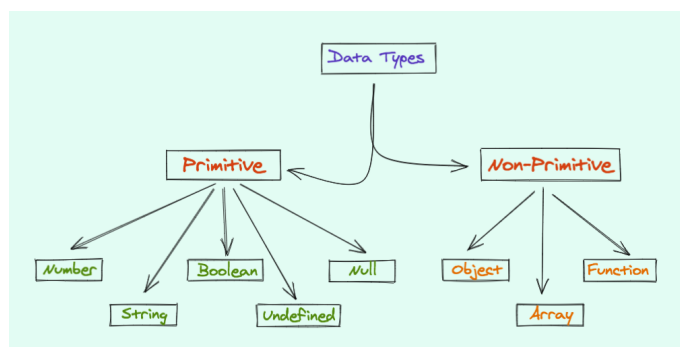 Data Types
Primitive
Non-Primitive
Number
Boolean
Null
Object
Function
String
Undefined
Array